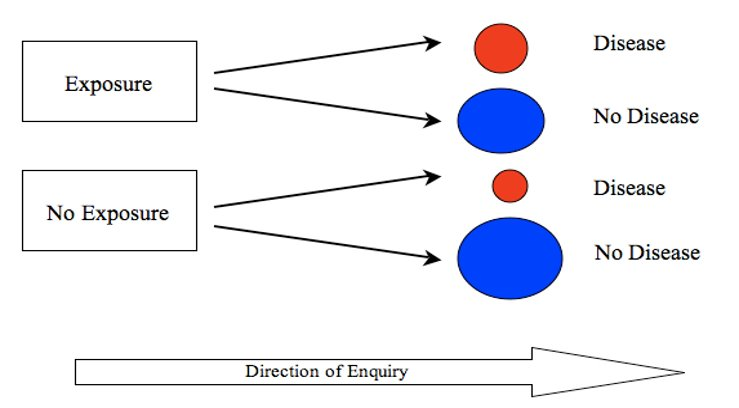 Exposure
Disease
No Disease
No Exposure
Disease
No Disease
Direction of Enquiry